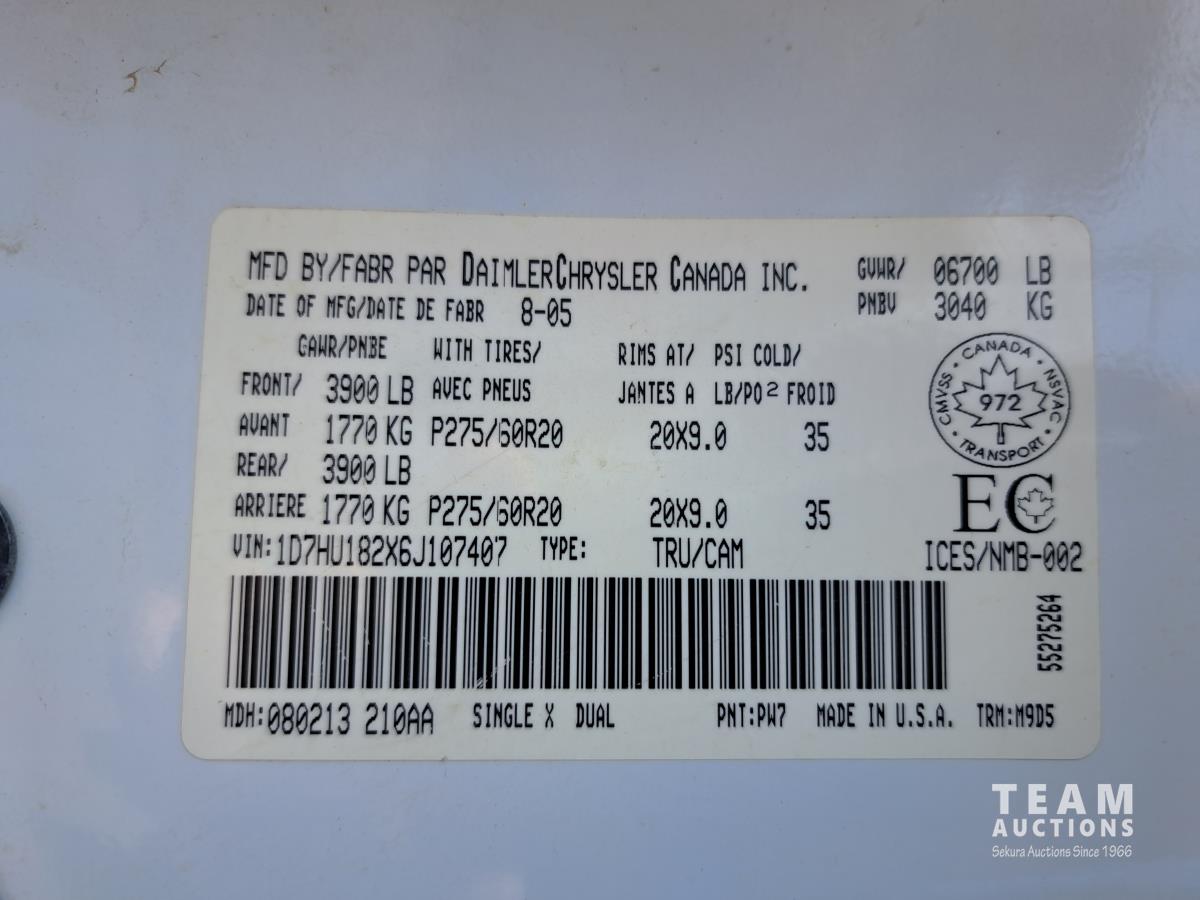 MFD BY/FABR PAR DAIMLERCHRYSLER CANADA INC. GVWR/ 06700 LB
DATE OF MFG/DATE DE FABR 8-05 PNBV 3040 KG
GAWR/PNBE WITH TIRES/ RIMS AT/ PSI COLD/
FRONT/ 3900 LB AVEC PNEUS JANTES A LB/PO² FROID
AVANT 1770 KG P275/60R20 20X9.0 35
REAR/ 3900 LB
ARRIERE 1770 KG P275/60R20 20X9.0 35
CANADA · NSVAC · TRANSPORT · CMVSS
972
EC
VIN: 1D7HU182X6J107407 TYPE: TRU/CAM ICES/NMB-002
55275264
MDH: 080213 210AA SINGLE X DUAL PNT:PW7 MADE IN U.S.A. TRM:M9D5
TEAM
AUCTIONS
Sekura Auctions Since 1966